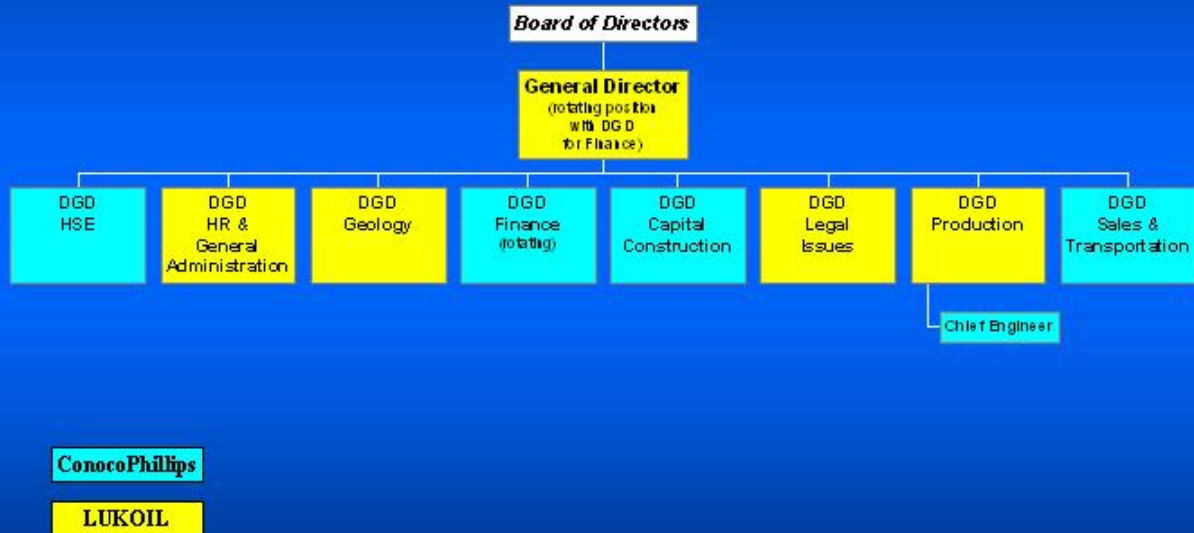 Board of Directors
General Director
(rotating position
with DGD
for Finance)
DGD
HSE
DGD
HR &
General
Administration
DGD
Geology
DGD
Finance
(rotating)
DGD
Capital
Construction
DGD
Legal
Issues
DGD
Production
DGD
Sales &
Transportation
Chief Engineer
ConocoPhillips
LUKOIL